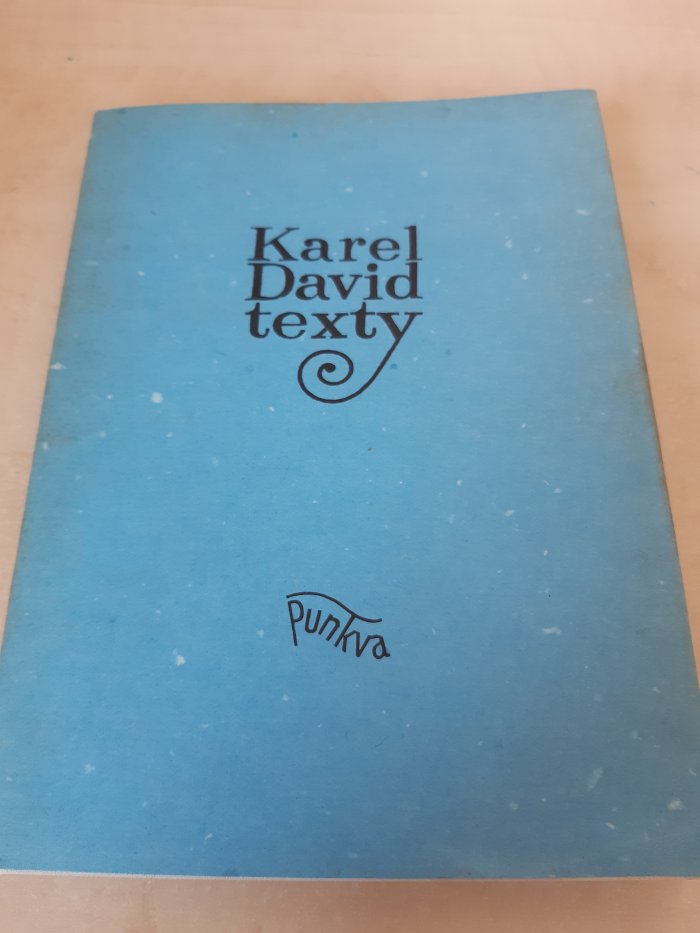 Karel
David
texty
Punkva